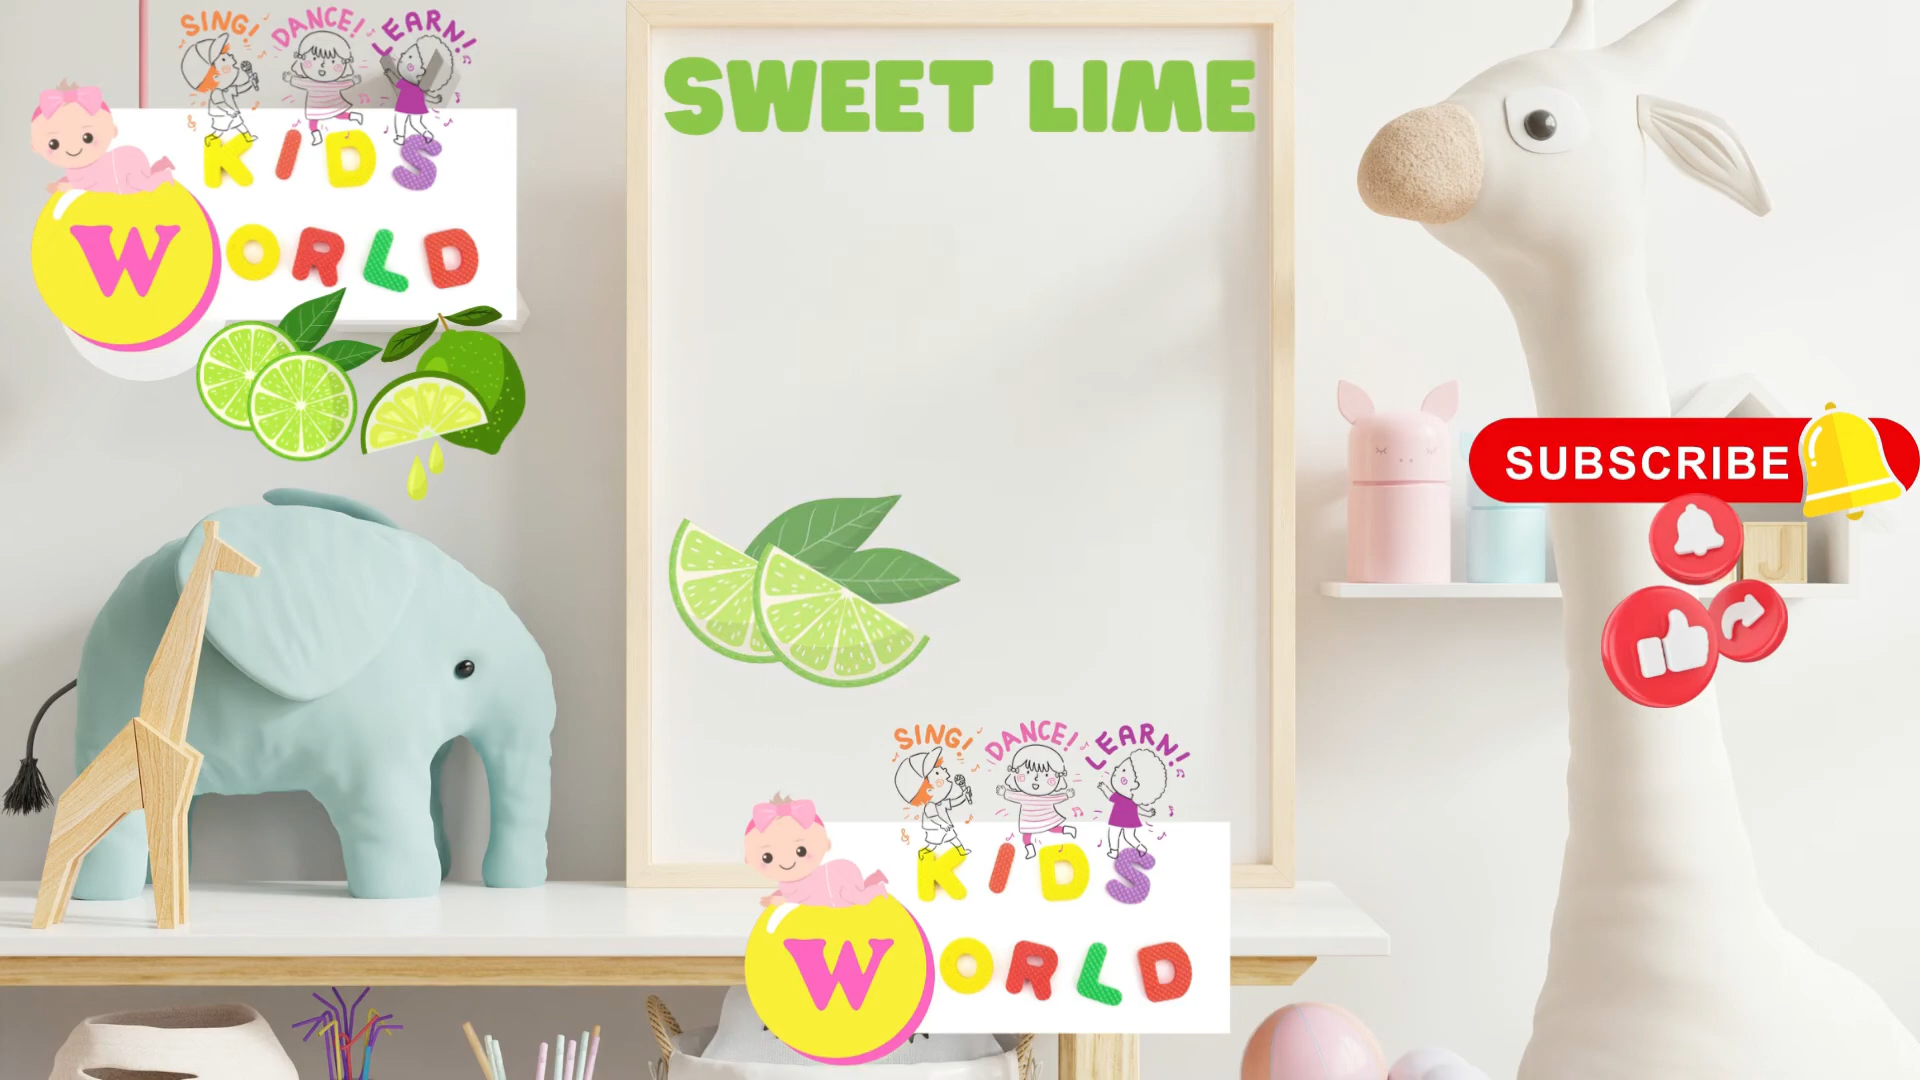 SING! DANCE! LEARN!
KIDS
WORLD
SWEET LIME
SUBSCRIBE
J
SING! DANCE! LEARN!
KIDS
WORLD